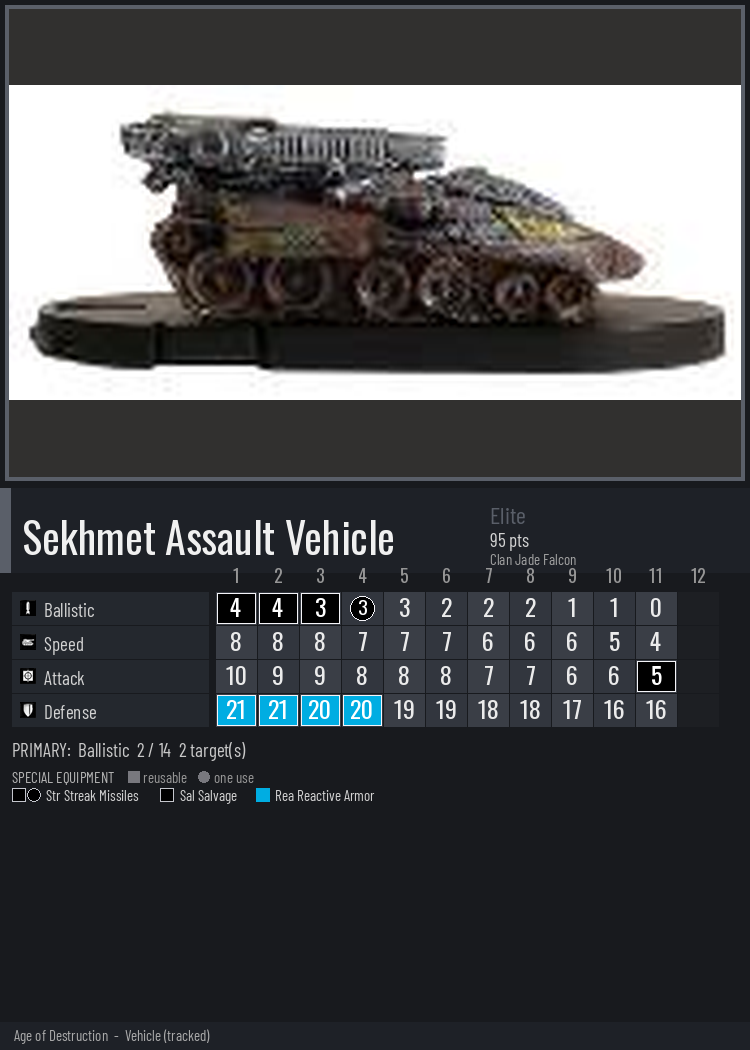 Sekhmet Assault Vehicle
Elite
95 pts
Clan Jade Falcon
1 2 3 4 5 6 7 8 9 10 11 12
Ballistic 4 4 3 3 3 2 2 2 1 1 0
Speed 8 8 8 7 7 7 6 6 6 5 4
Attack 10 9 9 8 8 8 7 7 6 6 5
Defense 21 21 20 20 19 19 18 18 17 16 16
PRIMARY: Ballistic 2 / 14 2 target(s)
SPECIAL EQUIPMENT reusable one use
Str Streak Missiles Sal Salvage Rea Reactive Armor
Age of Destruction - Vehicle (tracked)